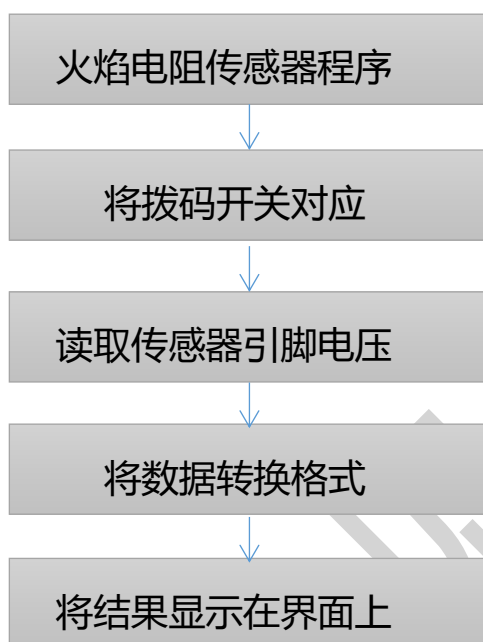 火焰电阻传感器程序
将拨码开关对应
读取传感器引脚电压
将数据转换格式
将结果显示在界面上